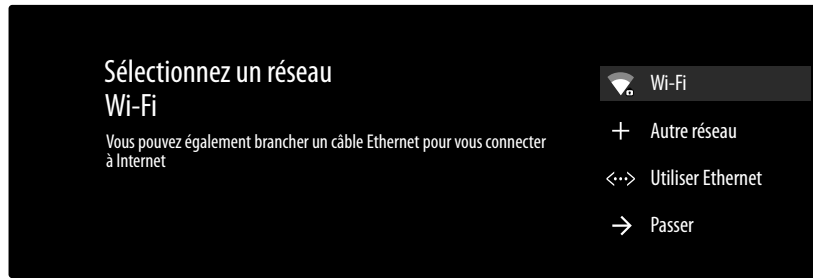 Sélectionnez un réseau
Wi-Fi
Vous pouvez également brancher un câble Ethernet pour vous connecter
à Internet
Wi-Fi
Autre réseau
Utiliser Ethernet
Passer